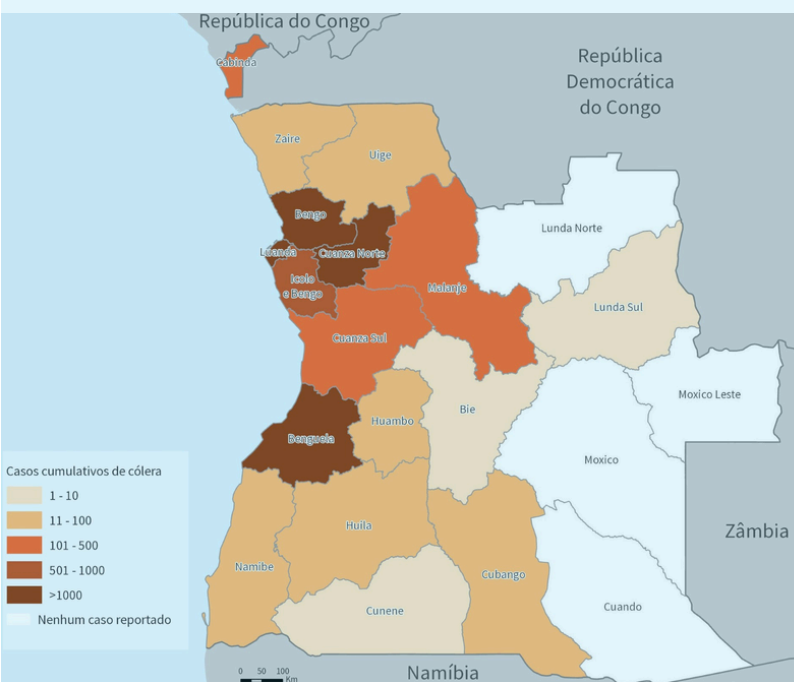 República do Congo
Cabinda
República
Democrática
do Congo
Zaire
Uige
Bengo
Lunda Norte
Luanda
Cuanza Norte
Icolo
e Bengo
Malanje
Lunda Sul
Cuanza Sul
Moxico Leste
Bie
Huambo
Benguela
Moxico
Casos cumulativos de cólera
1 - 10
11 - 100
101 - 500
501 - 1000
>1000
Nenhum caso reportado
Huila
Zâmbia
Namibe
Cubango
Cunene
Cuando
0 50 100
Km
Namíbia